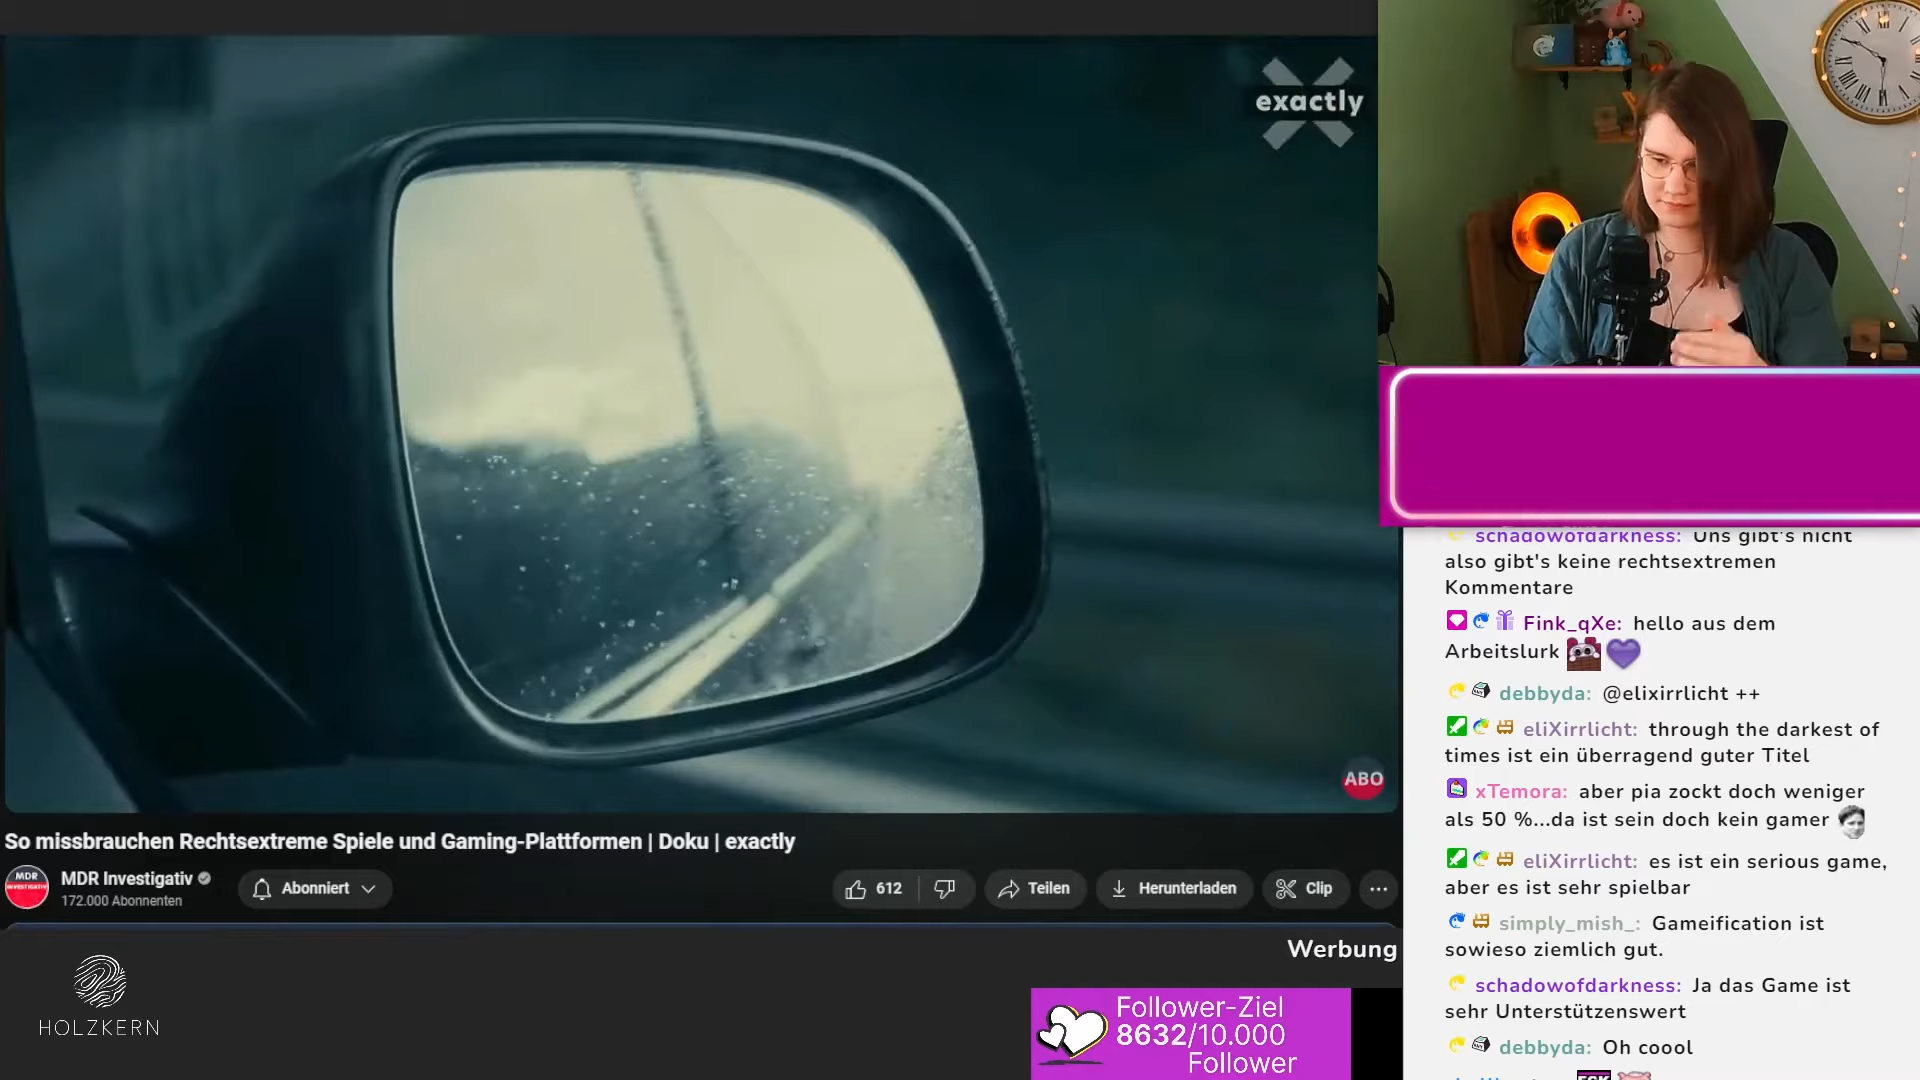 exactly
ABO
So missbrauchen Rechtsextreme Spiele und Gaming-Plattformen | Doku | exactly
MDR
INVESTIGATIV
MDR Investigativ
172.000 Abonnenten
Abonniert
612
Teilen
Herunterladen
Clip
HOLZKERN
Werbung
Follower-Ziel
8632/10.000
Follower
schadowofdarkness: Uns gibt's nicht
also gibt's keine rechtsextremen
Kommentare
Fink_qXe: hello aus dem
Arbeitslurk
debbyda: @elixirrlicht ++
eliXirrlicht: through the darkest of
times ist ein überragend guter Titel
xTemora: aber pia zockt doch weniger
als 50 %...da ist sein doch kein gamer
eliXirrlicht: es ist ein serious game,
aber es ist sehr spielbar
simply_mish_: Gameification ist
sowieso ziemlich gut.
schadowofdarkness: Ja das Game ist
sehr Unterstützenswert
debbyda: Oh coool